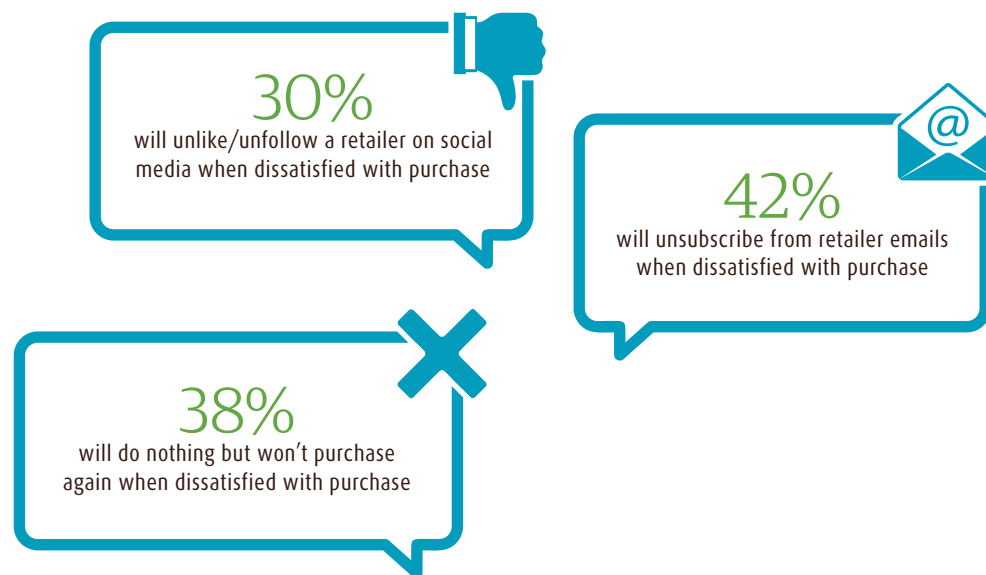 30%
will unlike/unfollow a retailer on social
media when dissatisfied with purchase
@
42%
will unsubscribe from retailer emails
when dissatisfied with purchase
38%
will do nothing but won’t purchase
again when dissatisfied with purchase